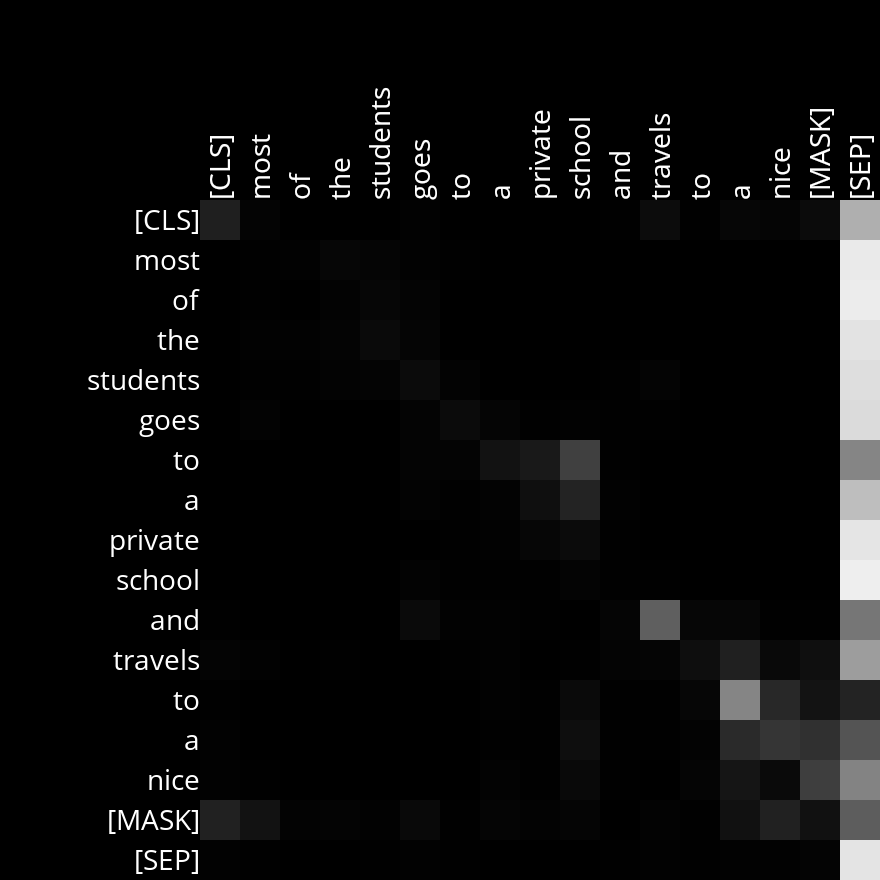 [CLS] most of the students goes to a private school and travels to a nice [MASK] [SEP]
[CLS]
most
of
the
students
goes
to
a
private
school
and
travels
to
a
nice
[MASK]
[SEP]